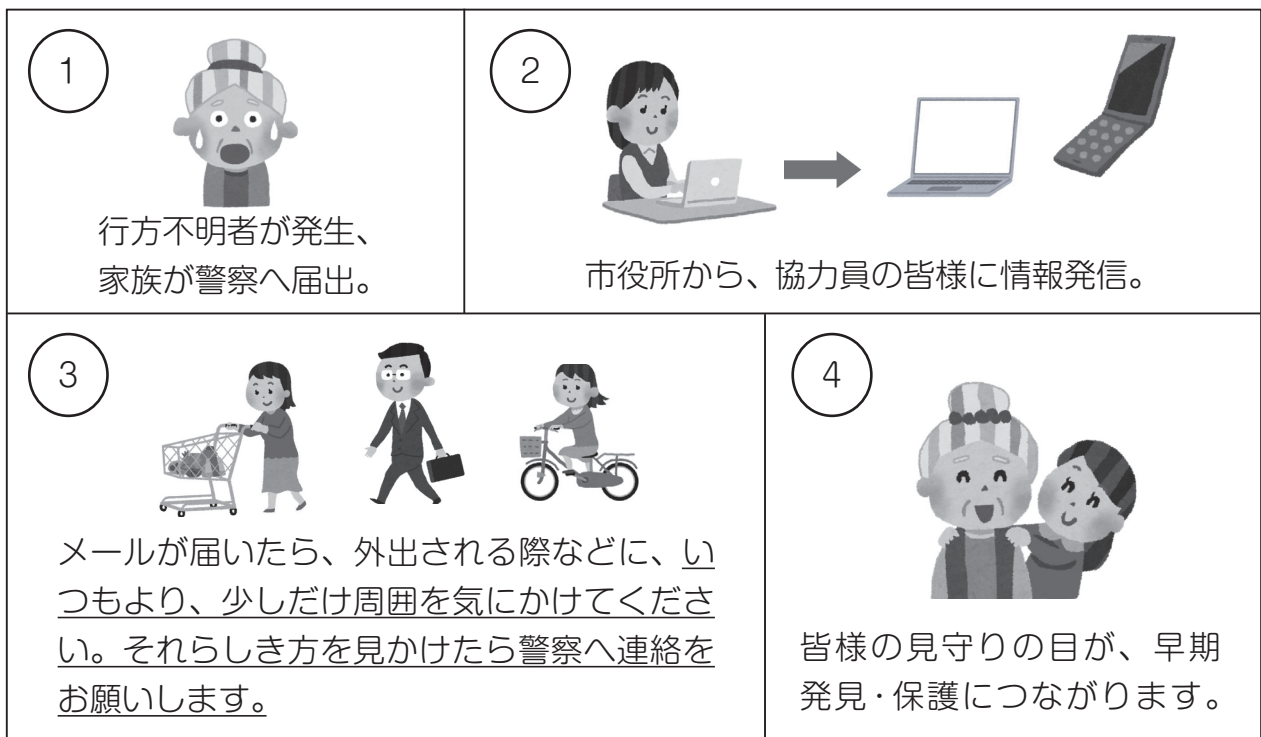 1
行方不明者が発生、
家族が警察へ届出。
2
市役所から、協力員の皆様に情報発信。
3
メールが届いたら、外出される際などに、い
つもより、少しだけ周囲を気にかけてくださ
い。それらしき方を見かけたら警察へ連絡を
お願いします。
4
皆様の見守りの目が、早期
発見・保護につながります。